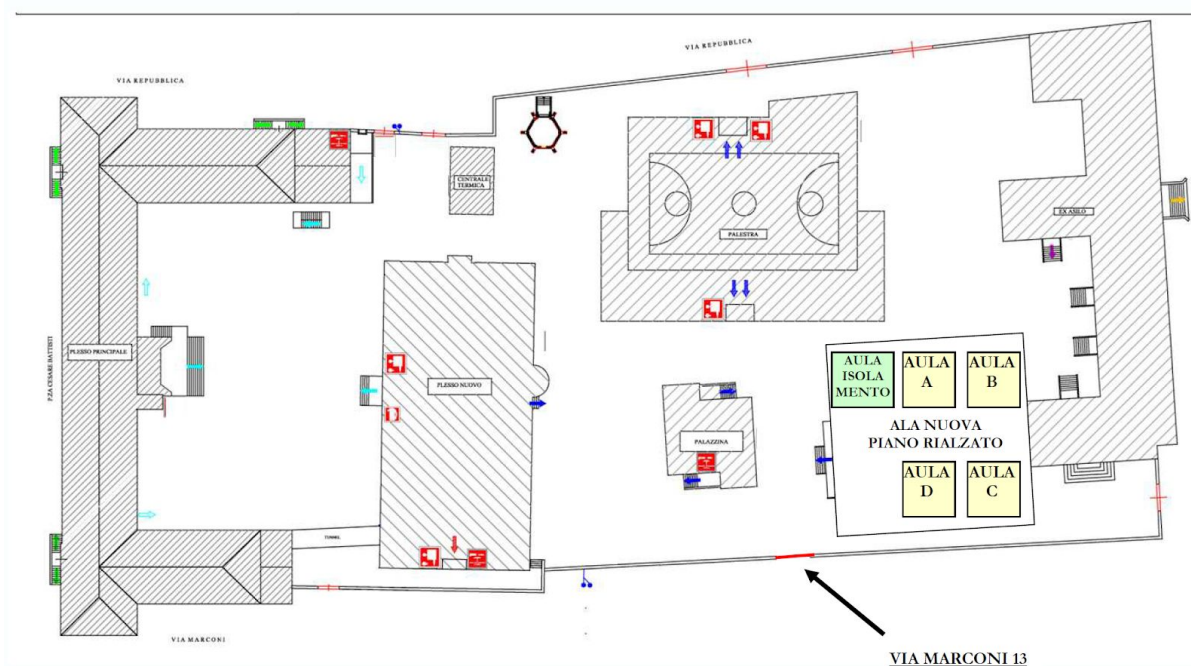 VIA REPUBBLICA
VIA REPUBBLICA
CENTRALE
TERMICA
EX ASILO
PALESTRA
P.ZA CESARE BATTISTI
PLESSO PRINCIPALE
PLESSO NUOVO
AULA
ISOLA
MENTO
AULA
A
AULA
B
ALA NUOVA
PIANO RIALZATO
PALAZZINA
AULA
D
AULA
C
TUNNEL
VIA MARCONI
VIA MARCONI 13